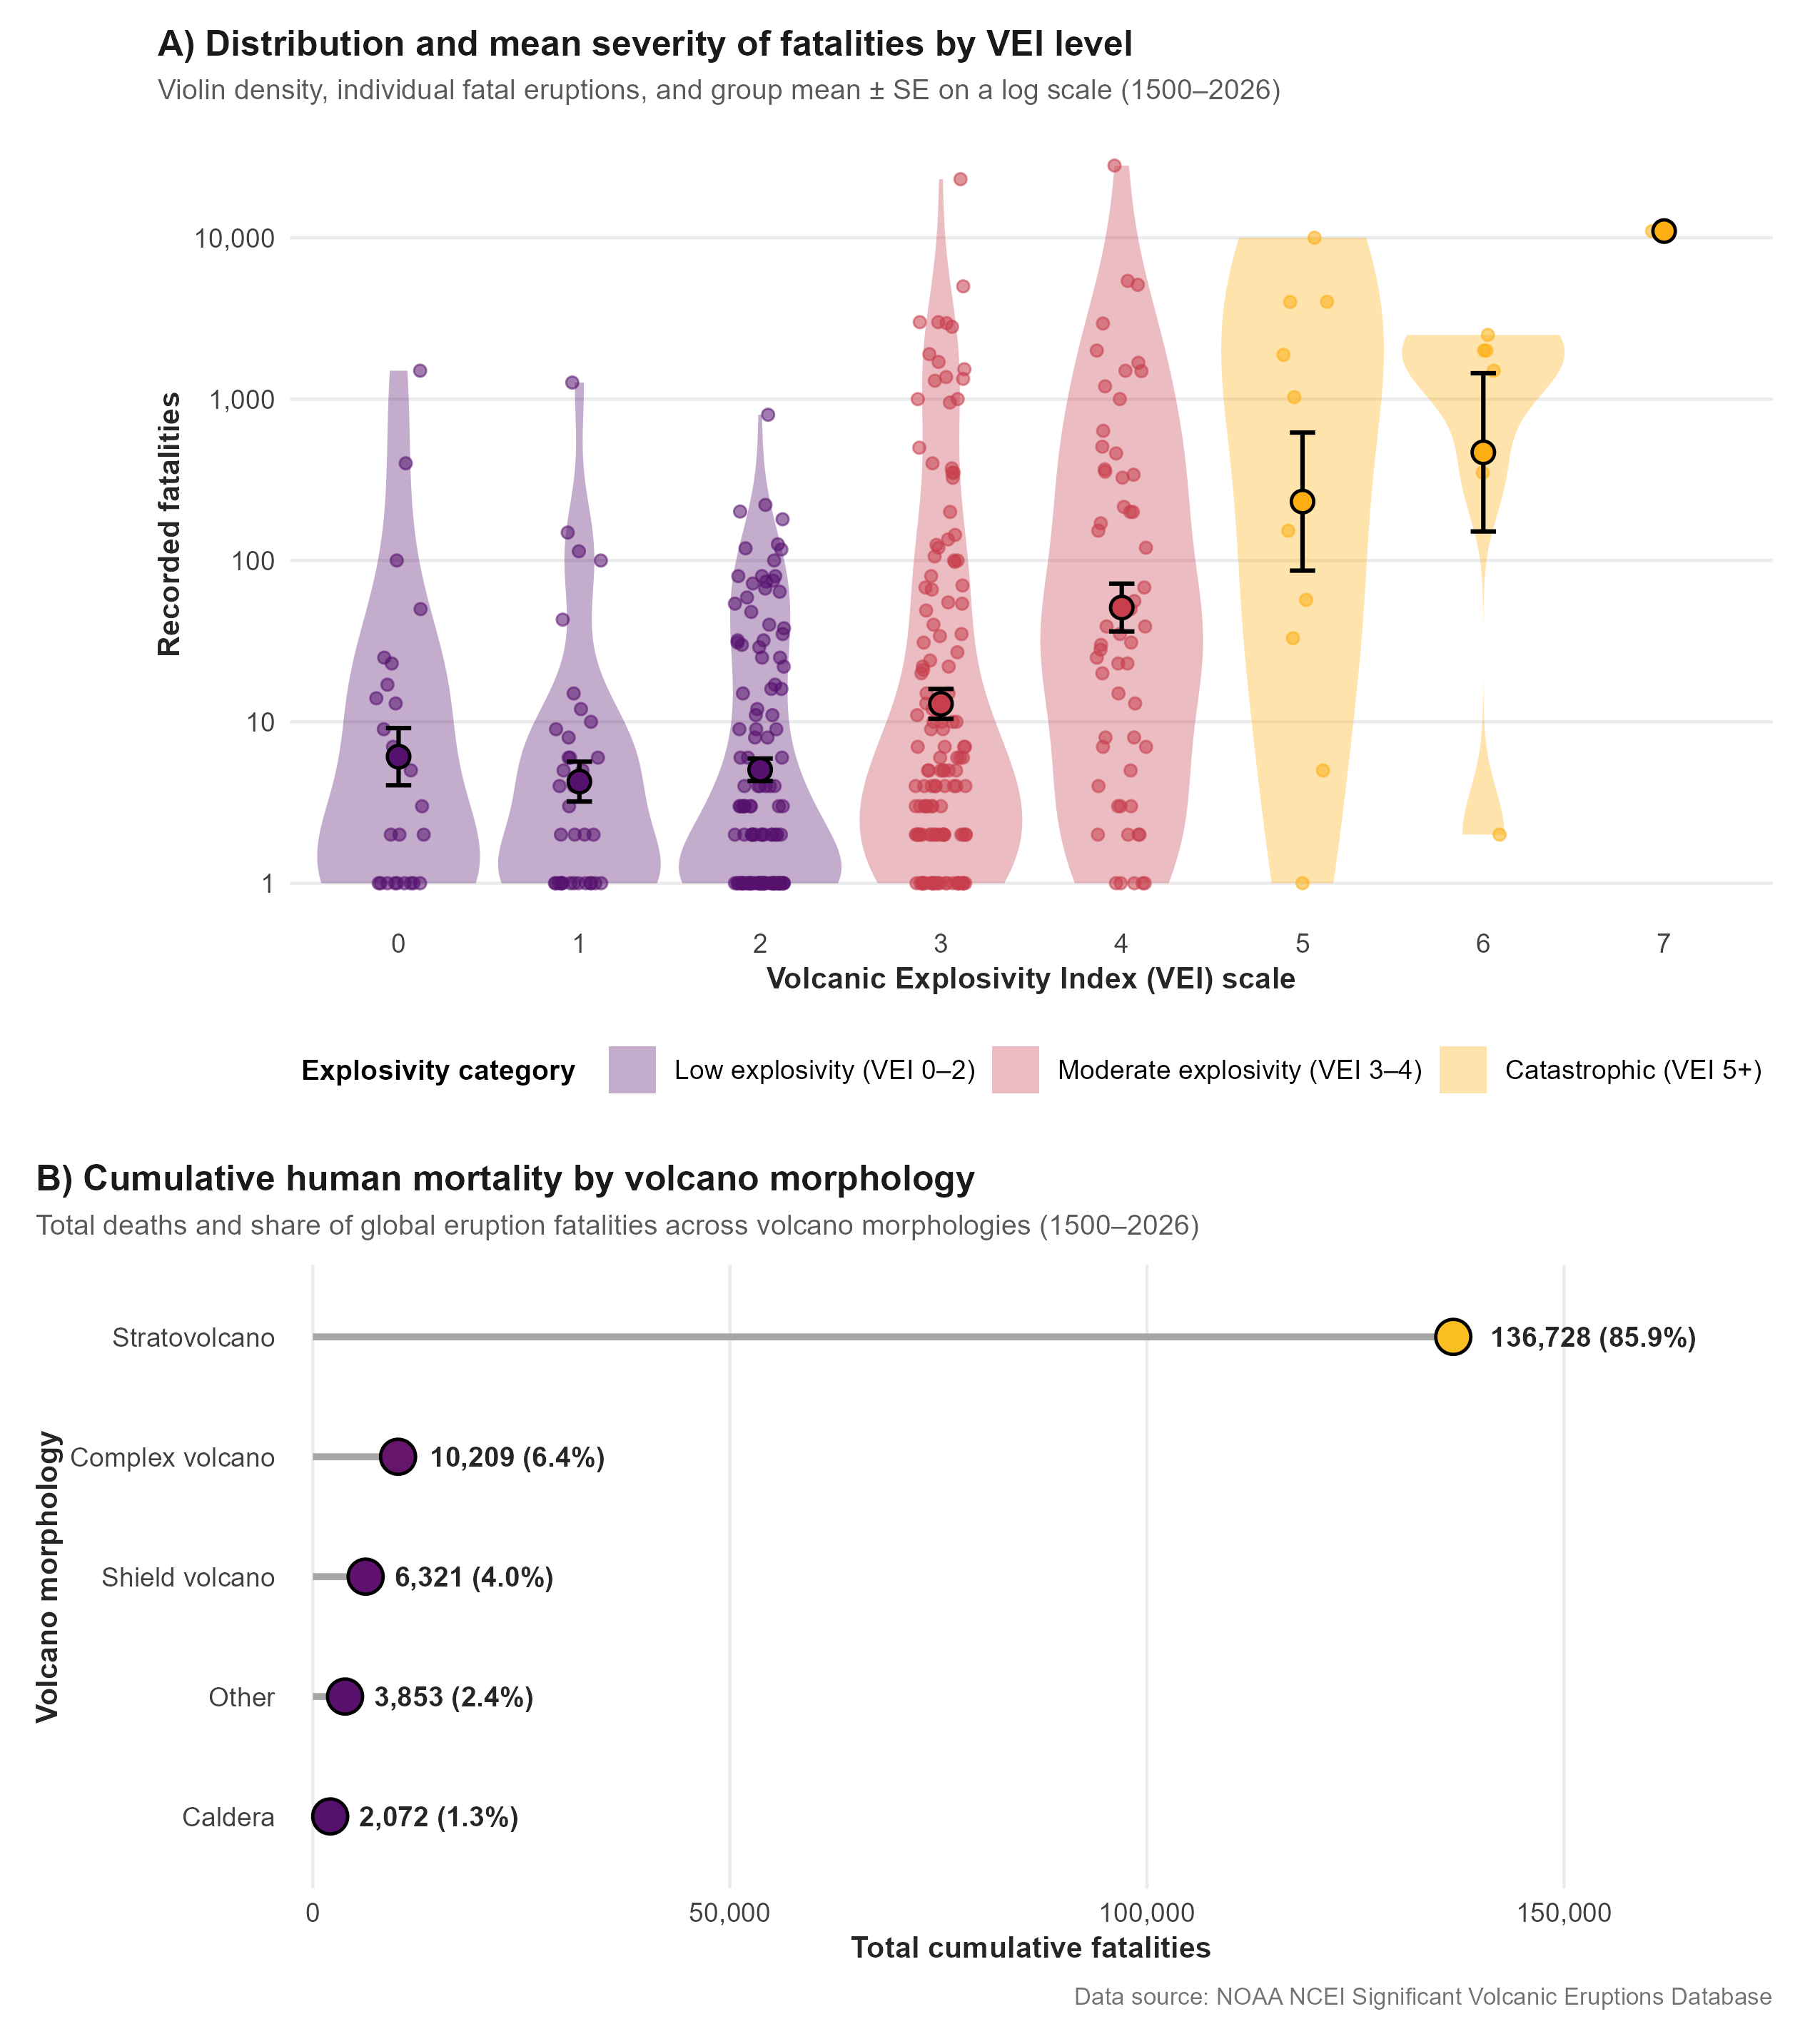 A) Distribution and mean severity of fatalities by VEI level
Violin density, individual fatal eruptions, and group mean ± SE on a log scale (1500–2026)
Recorded fatalities
10,000
1,000
100
10
1
0 1 2 3 4 5 6 7
Volcanic Explosivity Index (VEI) scale
Explosivity category Low explosivity (VEI 0–2) Moderate explosivity (VEI 3–4) Catastrophic (VEI 5+)
B) Cumulative human mortality by volcano morphology
Total deaths and share of global eruption fatalities across volcano morphologies (1500–2026)
Volcano morphology
Stratovolcano 136,728 (85.9%)
Complex volcano 10,209 (6.4%)
Shield volcano 6,321 (4.0%)
Other 3,853 (2.4%)
Caldera 2,072 (1.3%)
0 50,000 100,000 150,000
Total cumulative fatalities
Data source: NOAA NCEI Significant Volcanic Eruptions Database